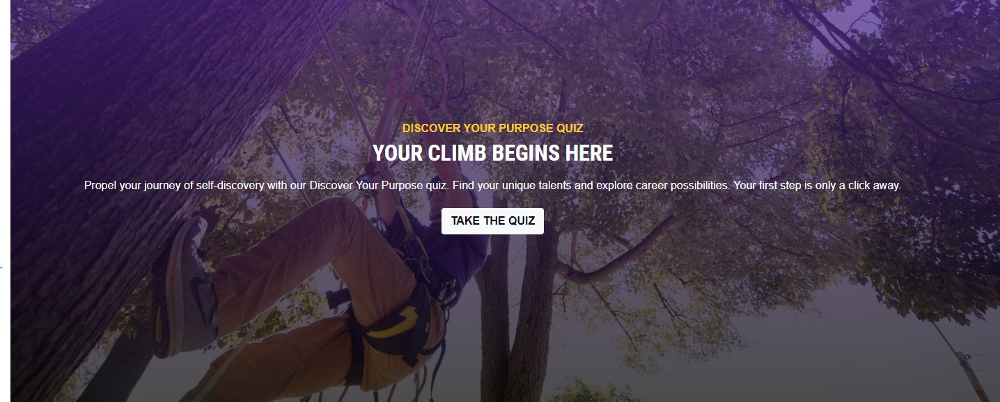 DISCOVER YOUR PURPOSE QUIZ
YOUR CLIMB BEGINS HERE
Propel your journey of self-discovery with our Discover Your Purpose quiz. Find your unique talents and explore career possibilities. Your first step is only a click away.
TAKE THE QUIZ